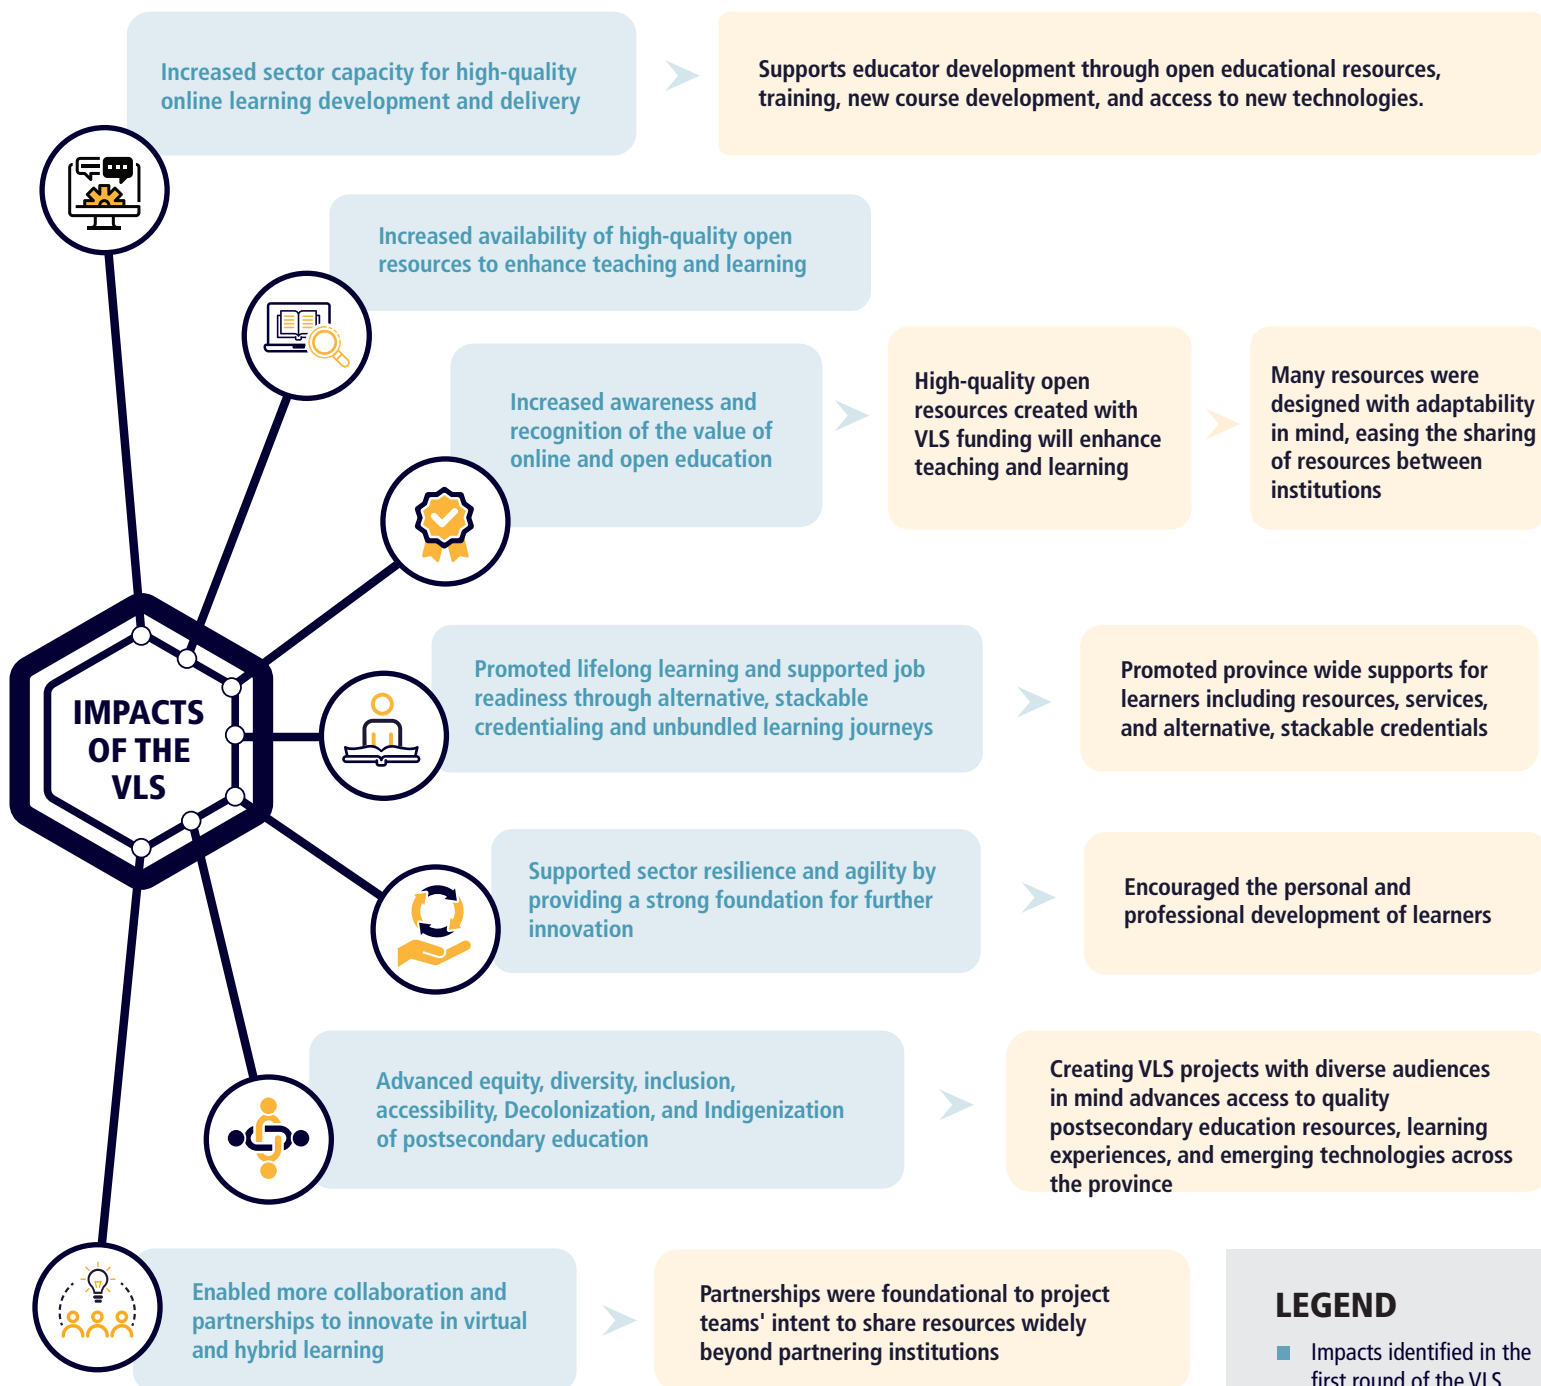 Increased sector capacity for high-quality
online learning development and delivery
Supports educator development through open educational resources,
training, new course development, and access to new technologies.
Increased availability of high-quality open
resources to enhance teaching and learning
Increased awareness and
recognition of the value of
online and open education
High-quality open
resources created with
VLS funding will enhance
teaching and learning
Many resources were
designed with adaptability
in mind, easing the sharing
of resources between
institutions
IMPACTS
OF THE
VLS
Promoted lifelong learning and supported job
readiness through alternative, stackable
credentialing and unbundled learning journeys
Promoted province wide supports for
learners including resources, services,
and alternative, stackable credentials
Supported sector resilience and agility by
providing a strong foundation for further
innovation
Encouraged the personal and
professional development of learners
Advanced equity, diversity, inclusion,
accessibility, Decolonization, and Indigenization
of postsecondary education
Creating VLS projects with diverse audiences
in mind advances access to quality
postsecondary education resources, learning
experiences, and emerging technologies across
the province
Enabled more collaboration and
partnerships to innovate in virtual
and hybrid learning
Partnerships were foundational to project
teams' intent to share resources widely
beyond partnering institutions
LEGEND
Impacts identified in the
first round of the VLS